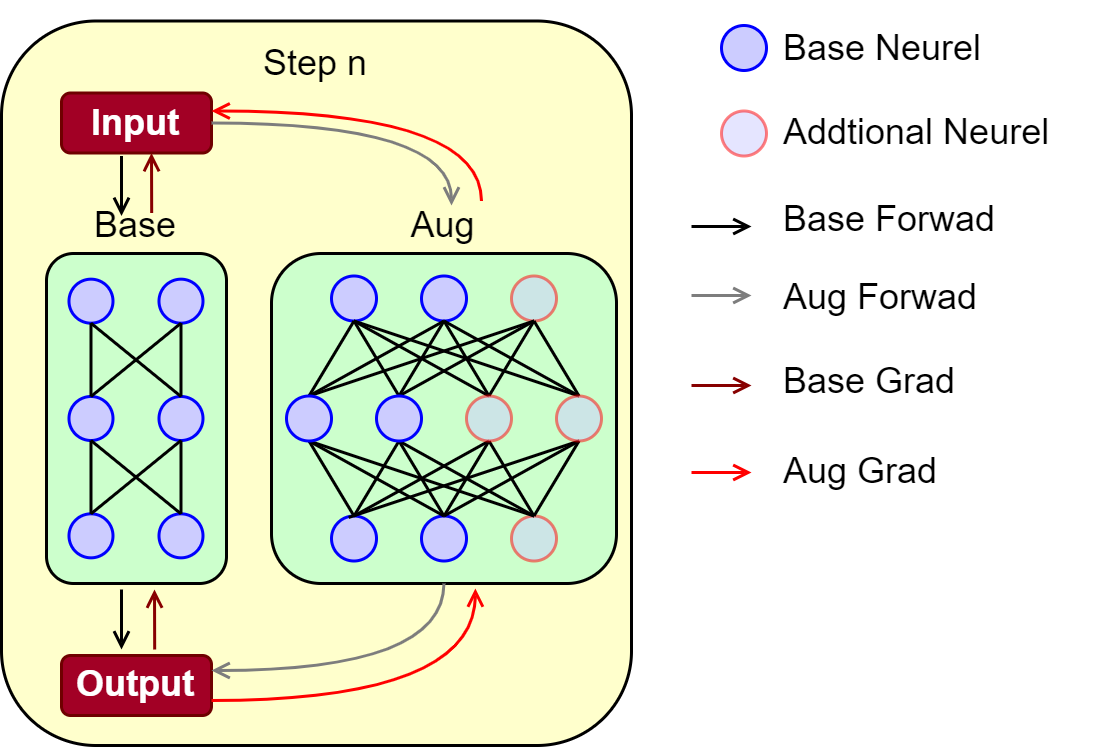 Step n
Input
Base
Aug
Output
Base Neurel
Addtional Neurel
Base Forwad
Aug Forwad
Base Grad
Aug Grad